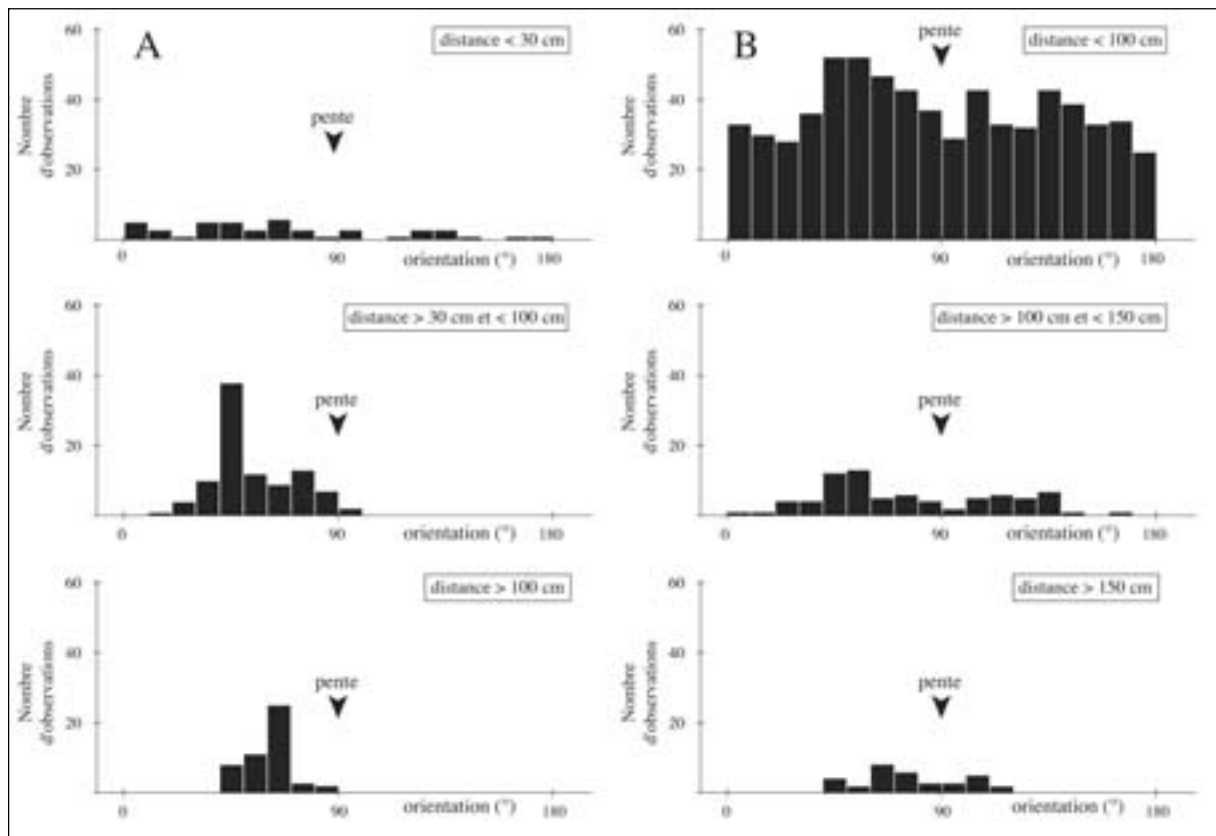 A
distance < 30 cm
Nombre
d'observations
60
40
20
pente
0
90
orientation (°)
180
B
distance < 100 cm
Nombre
d'observations
60
40
20
pente
0
90
orientation (°)
180
distance > 30 cm et < 100 cm
Nombre
d'observations
60
40
20
pente
0
90
orientation (°)
180
distance > 100 cm et < 150 cm
Nombre
d'observations
60
40
20
pente
0
90
orientation (°)
180
distance > 100 cm
Nombre
d'observations
60
40
20
pente
0
90
orientation (°)
180
distance > 150 cm
Nombre
d'observations
60
40
20
pente
0
90
orientation (°)
180